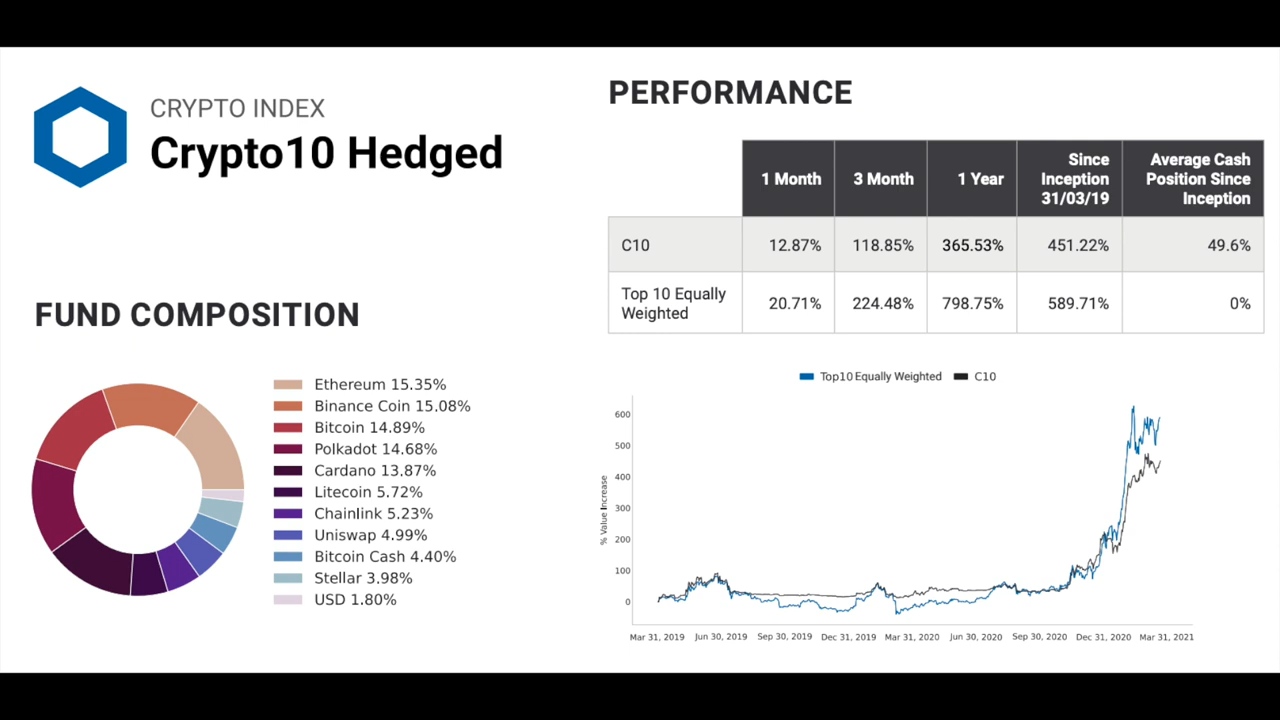 CRYPTO INDEX
Crypto10 Hedged
FUND COMPOSITION
Ethereum 15.35%
Binance Coin 15.08%
Bitcoin 14.89%
Polkadot 14.68%
Cardano 13.87%
Litecoin 5.72%
Chainlink 5.23%
Uniswap 4.99%
Bitcoin Cash 4.40%
Stellar 3.98%
USD 1.80%
PERFORMANCE
1 Month 3 Month 1 Year Since Inception 31/03/19 Average Cash Position Since Inception
C10 12.87% 118.85% 365.53% 451.22% 49.6%
Top 10 Equally Weighted 20.71% 224.48% 798.75% 589.71% 0%
Top10 Equally Weighted C10
% Value Increase
600
500
400
300
200
100
0
Mar 31, 2019 Jun 30, 2019 Sep 30, 2019 Dec 31, 2019 Mar 31, 2020 Jun 30, 2020 Sep 30, 2020 Dec 31, 2020 Mar 31, 2021